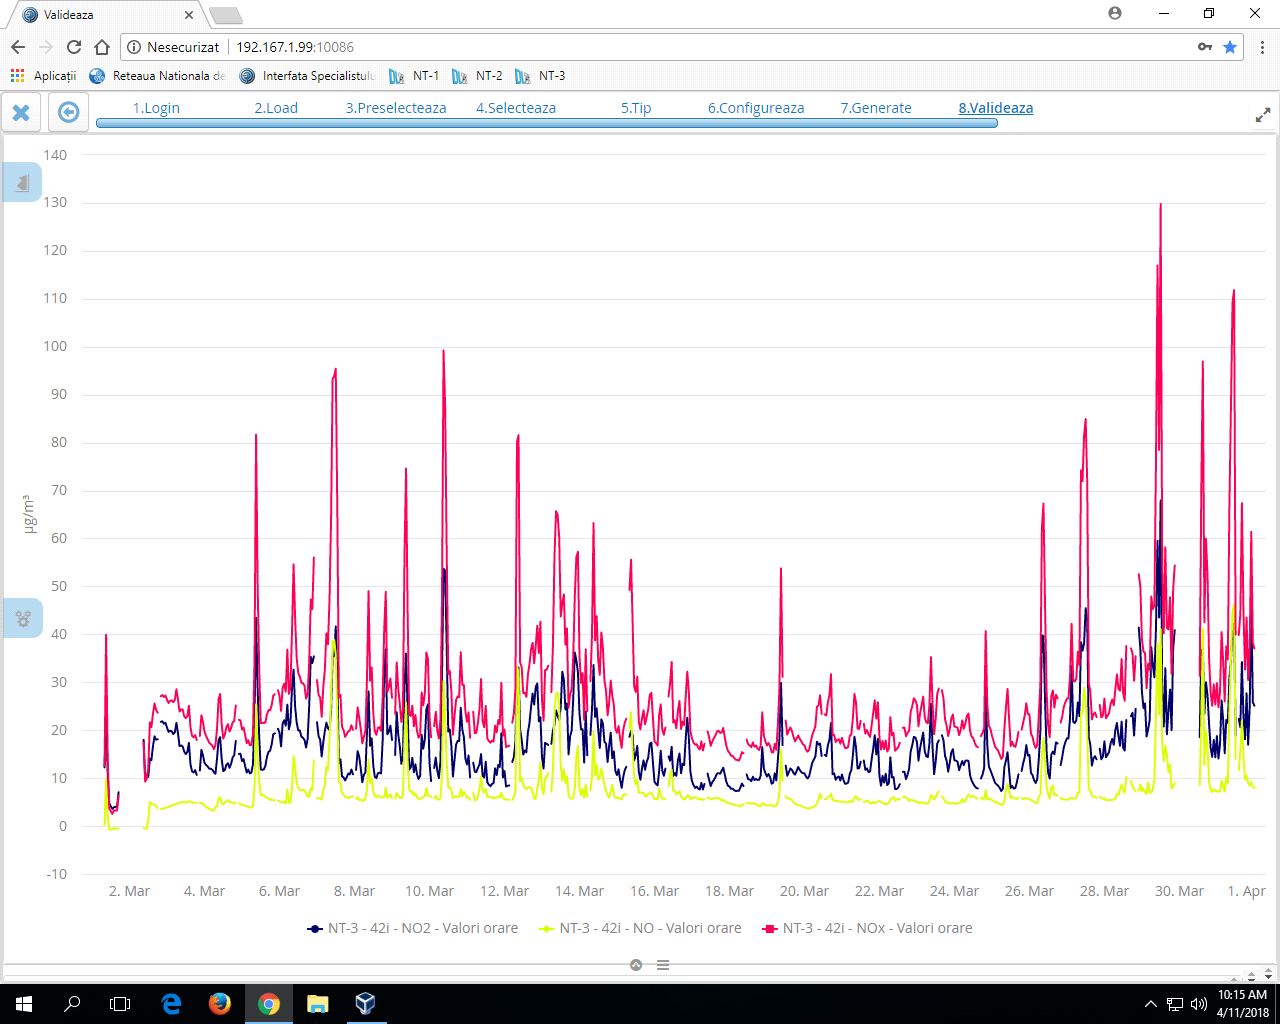 Valideaza
Nesecurizat 192.167.1.99:10086
Aplicații Reteaua Nationala de Interfata Specialistulu NT-1 NT-2 NT-3
1.Login 2.Load 3.Preselecteaza 4.Selecteaza 5.Tip 6.Configureaza 7.Generate 8.Valideaza
140
130
120
110
100
90
80
70
60
50
40
30
20
10
0
-10
µg/m³
2. Mar 4. Mar 6. Mar 8. Mar 10. Mar 12. Mar 14. Mar 16. Mar 18. Mar 20. Mar 22. Mar 24. Mar 26. Mar 28. Mar 30. Mar 1. Apr
NT-3 - 42i - NO2 - Valori orare NT-3 - 42i - NO - Valori orare NT-3 - 42i - NOx - Valori orare
10:15 AM
4/11/2018